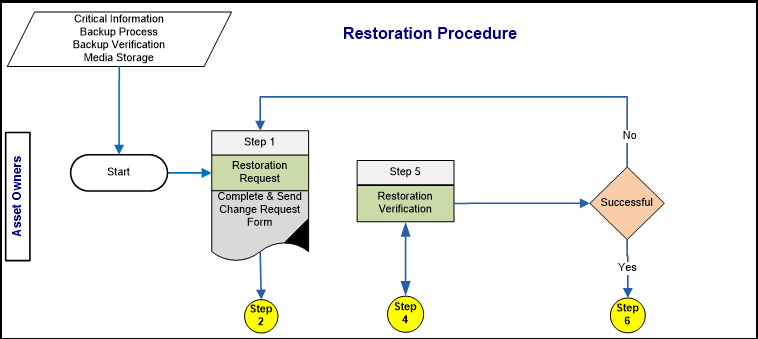 Critical Information
Backup Process
Backup Verification
Media Storage
Restoration Procedure
Asset Owners
Start
Step 1
Restoration
Request
Complete & Send
Change Request
Form
Step
2
Step 5
Restoration
Verification
Step
4
No
Successful
Yes
Step
6